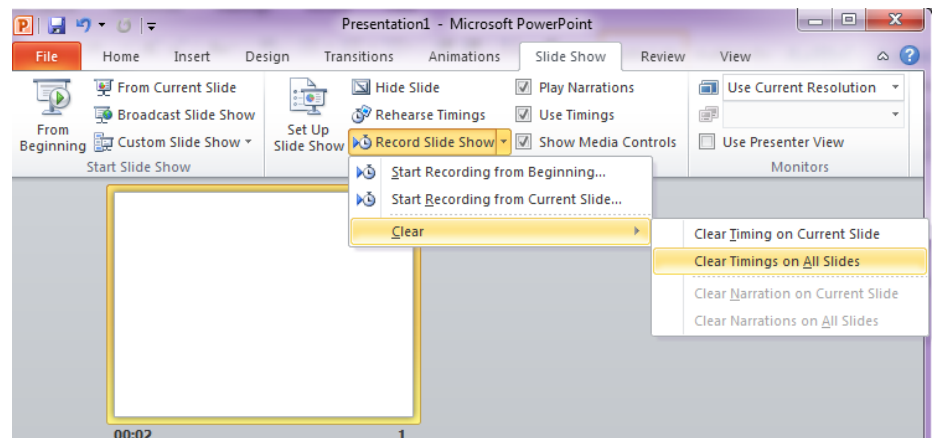 Presentation1 - Microsoft PowerPoint
File Home Insert Design Transitions Animations Slide Show Review View
From Beginning
From Current Slide
Broadcast Slide Show
Custom Slide Show
Start Slide Show
Set Up Slide Show
Hide Slide
Rehearse Timings
Record Slide Show
Play Narrations
Use Timings
Show Media Controls
Use Current Resolution
Use Presenter View
Monitors
Start Recording from Beginning...
Start Recording from Current Slide...
Clear
Clear Timing on Current Slide
Clear Timings on All Slides
Clear Narration on Current Slide
Clear Narrations on All Slides
00:02 1